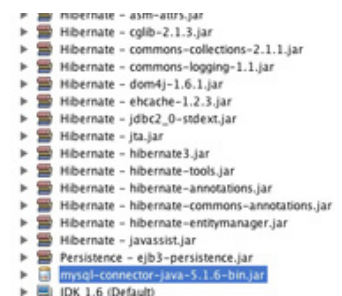 Hibernate - asm-attrs.jar
Hibernate - cglib-2.1.3.jar
Hibernate - commons-collections-2.1.1.jar
Hibernate - commons-logging-1.1.jar
Hibernate - dom4j-1.6.1.jar
Hibernate - ehcache-1.2.3.jar
Hibernate - jdbc2_0-stdext.jar
Hibernate - jta.jar
Hibernate - hibernate3.jar
Hibernate - hibernate-tools.jar
Hibernate - hibernate-annotations.jar
Hibernate - hibernate-commons-annotations.jar
Hibernate - hibernate-entitymanager.jar
Hibernate - javassist.jar
Persistence - ejb3-persistence.jar
mysql-connector-java-5.1.6-bin.jar
JDK 1.6 (Default)